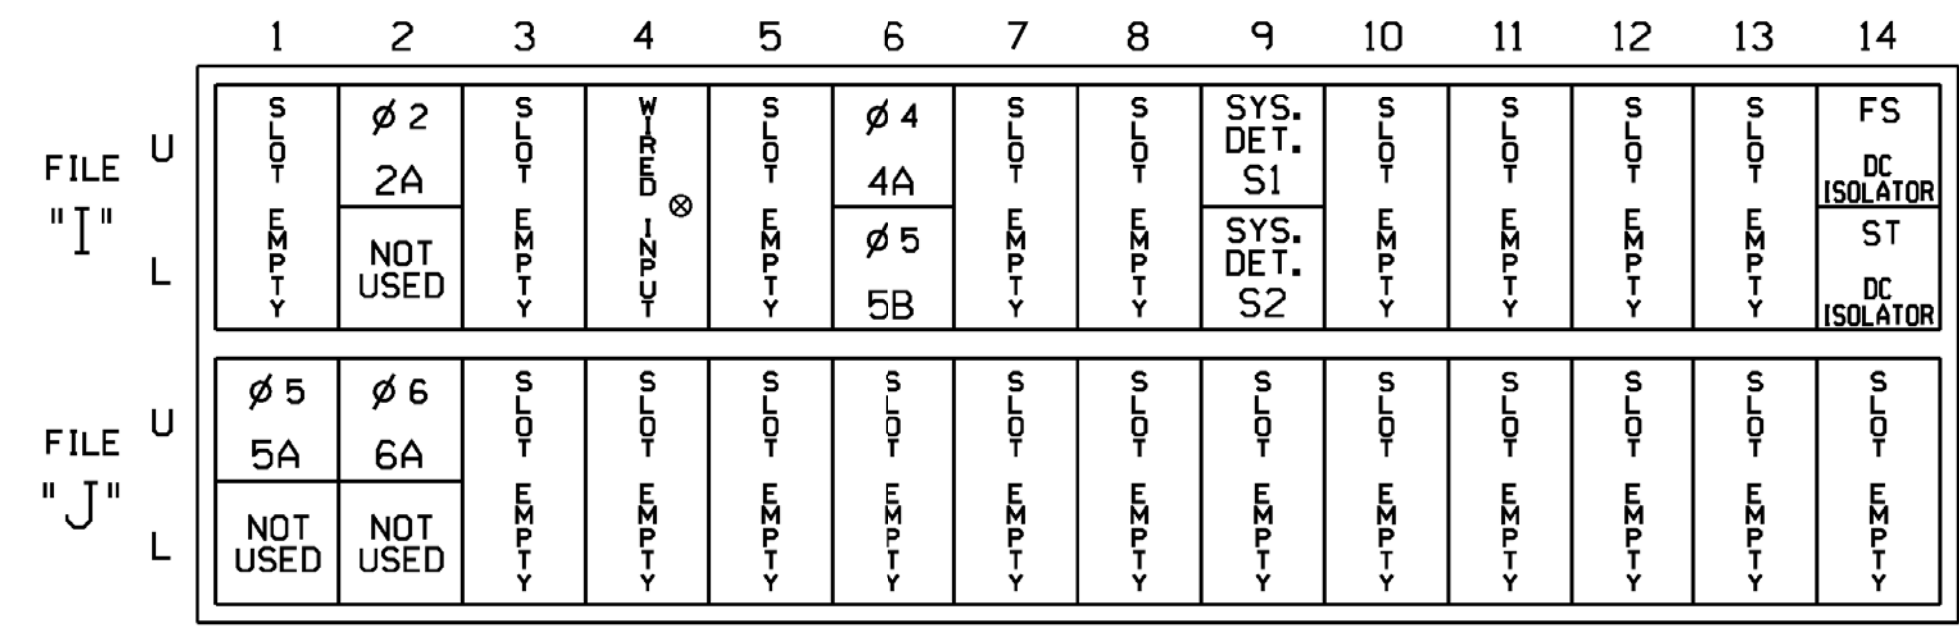 1 2 3 4 5 6 7 8 9 10 11 12 13 14
FILE
"I"
U
L
SLOT EMPTY
Ø 2
2A
NOT
USED
SLOT EMPTY
WIRED INPUT
⊗
SLOT EMPTY
Ø 4
4A
Ø 5
5B
SLOT EMPTY
SLOT EMPTY
SYS.
DET.
S1
SYS.
DET.
S2
SLOT EMPTY
SLOT EMPTY
SLOT EMPTY
SLOT EMPTY
FS
DC
ISOLATOR
ST
DC
ISOLATOR
FILE
"J"
U
L
Ø 5
5A
NOT
USED
Ø 6
6A
NOT
USED
SLOT EMPTY
SLOT EMPTY
SLOT EMPTY
SLOT EMPTY
SLOT EMPTY
SLOT EMPTY
SLOT EMPTY
SLOT EMPTY
SLOT EMPTY
SLOT EMPTY
SLOT EMPTY
SLOT EMPTY